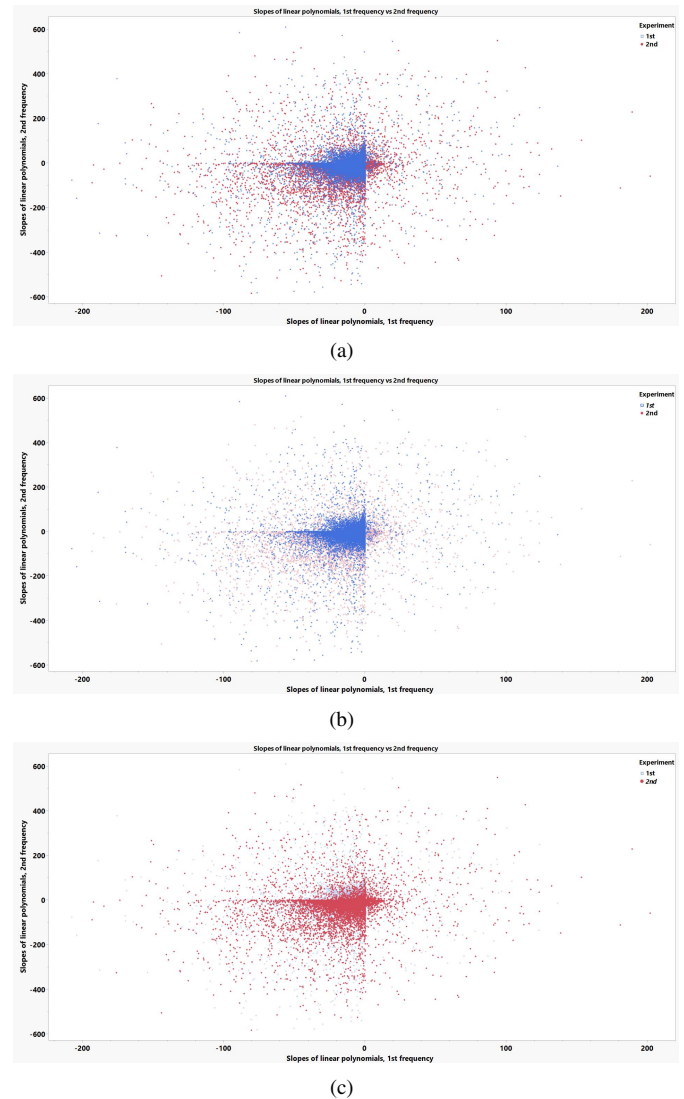 Slopes of linear polynomials, 1st frequency vs 2nd frequency
Experiment
1st
2nd
600
400
200
0
-200
-400
-600
Slopes of linear polynomials, 2nd frequency
-200
-100
0
100
200
Slopes of linear polynomials, 1st frequency
(a)
Slopes of linear polynomials, 1st frequency vs 2nd frequency
Experiment
1st
2nd
600
400
200
0
-200
-400
-600
Slopes of linear polynomials, 2nd frequency
-200
-100
0
100
200
Slopes of linear polynomials, 1st frequency
(b)
Slopes of linear polynomials, 1st frequency vs 2nd frequency
Experiment
1st
2nd
600
400
200
0
-200
-400
-600
Slopes of linear polynomials, 2nd frequency
-200
-100
0
100
200
Slopes of linear polynomials, 1st frequency
(c)